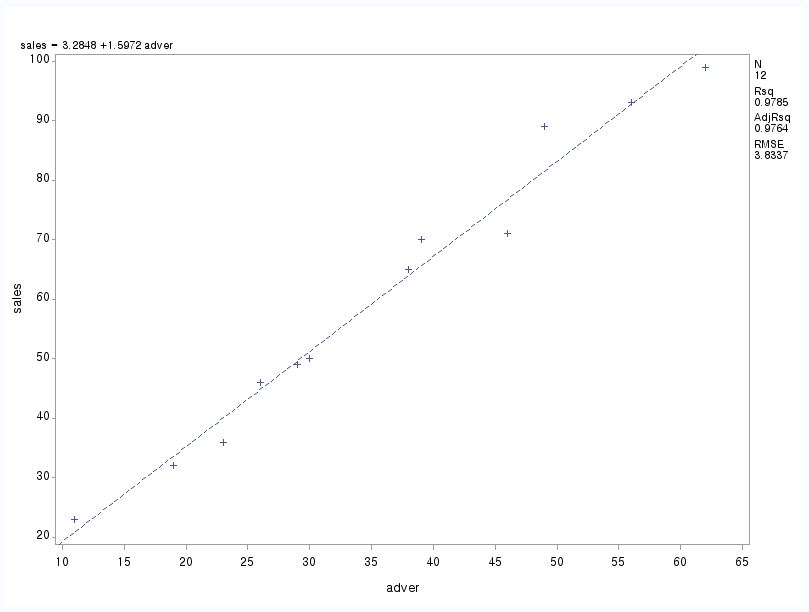 sales = 3.2848 +1.5972 adver
100
90
80
70
60
50
40
30
20
sales
10 15 20 25 30 35 40 45 50 55 60 65
adver
N
12
Rsq
0.9785
AdjRsq
0.9764
RMSE
3.8337